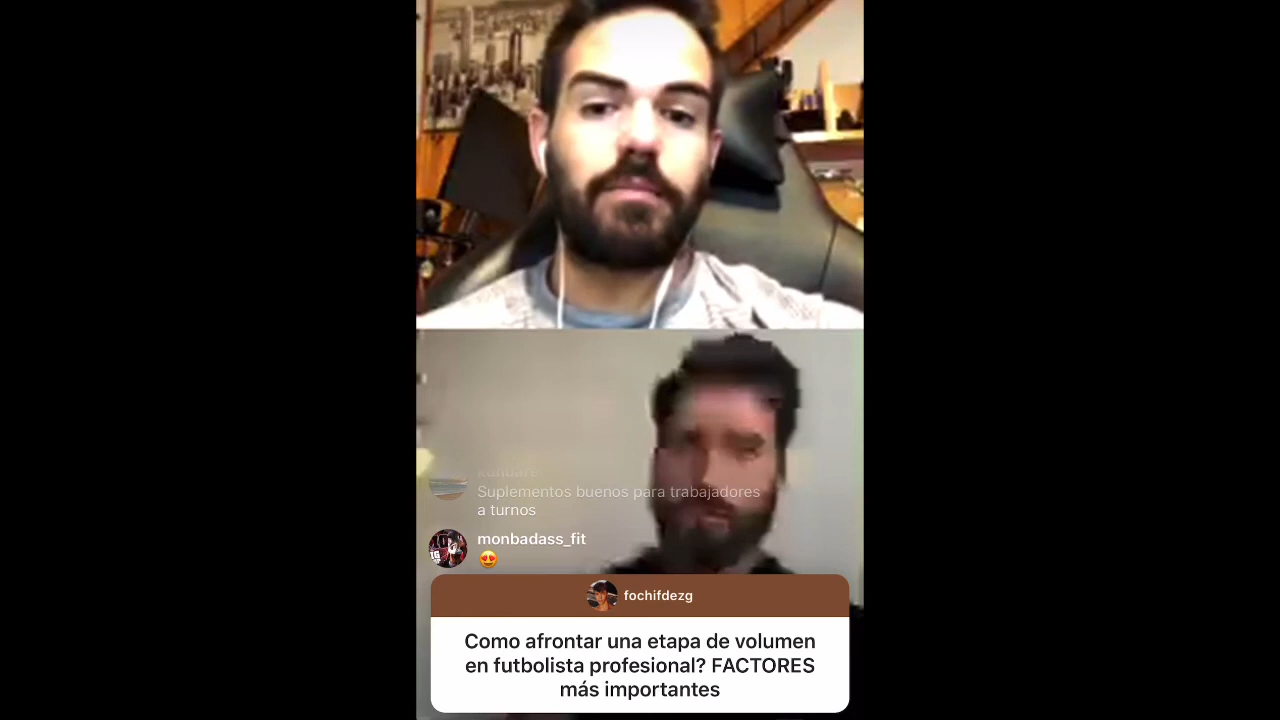 Suplementos buenos para trabajadores
a turnos
monbadass_fit
😍
fochifdezg
Como afrontar una etapa de volumen
en futbolista profesional? FACTORES
más importantes